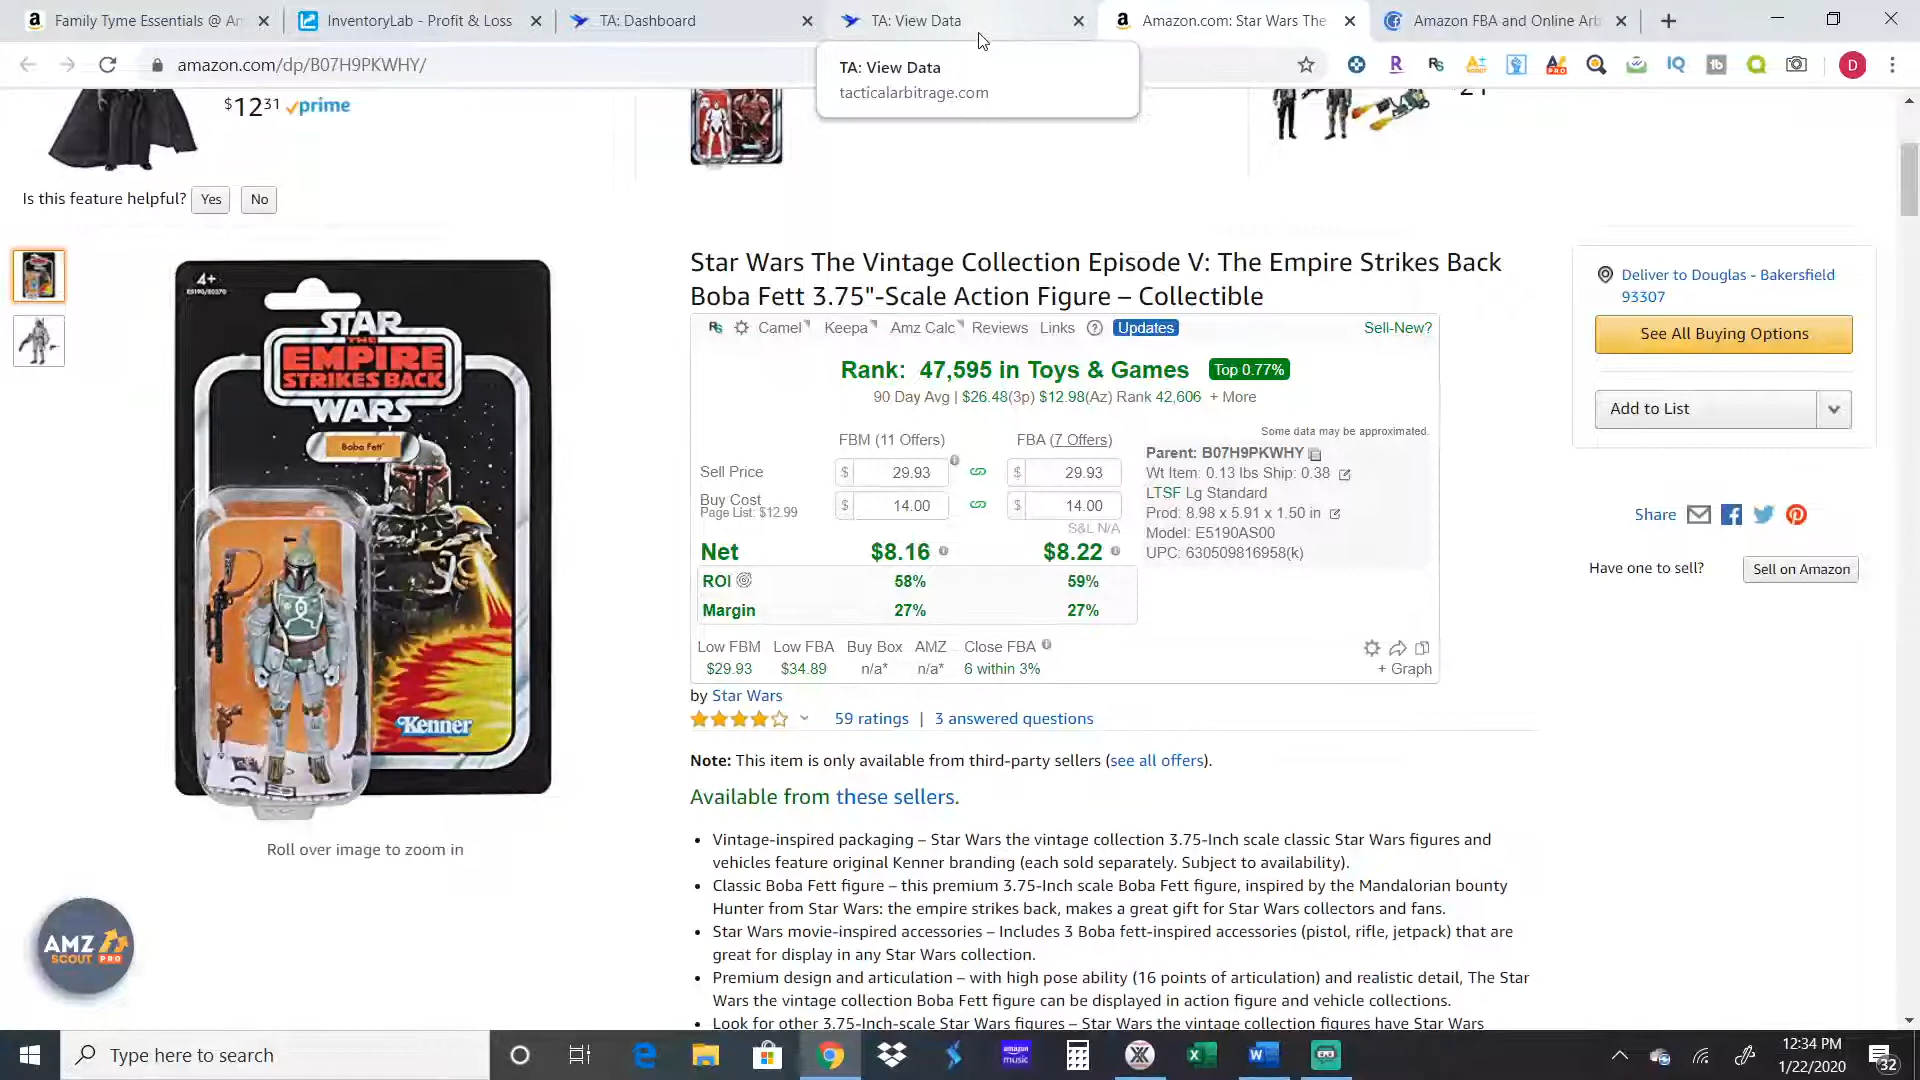 Family Tyme Essentials @ Am
InventoryLab - Profit & Loss
TA: Dashboard
TA: View Data
Amazon.com: Star Wars The
Amazon FBA and Online Art
amazon.com/dp/B07H9PKWHY/
TA: View Data
tacticalarbitrage.com
$12.31 prime
Is this feature helpful? Yes No
Star Wars The Vintage Collection Episode V: The Empire Strikes Back
Boba Fett 3.75"-Scale Action Figure – Collectible
Deliver to Douglas - Bakersfield
93307
See All Buying Options
Add to List
Share
Have one to sell? Sell on Amazon
4+
STAR
THE
EMPIRE
STRIKES BACK
WARS
Boba Fett
Kenner
Roll over image to zoom in
RS Camel Keepa Amz Calc Reviews Links ? Updates Sell-New?
Rank: 47,595 in Toys & Games Top 0.77%
90 Day Avg | $26.48(3p) $12.98(Az) Rank 42,606 + More
Some data may be approximated.
FBM (11 Offers) FBA (7 Offers)
Sell Price $ 29.93 $ 29.93
Buy Cost $ 14.00 $ 14.00
Page List: $12.99
S&L N/A
Net $8.16 $8.22
ROI 58% 59%
Margin 27% 27%
Parent: B07H9PKWHY
Wt Item: 0.13 lbs Ship: 0.38
LTSF Lg Standard
Prod: 8.98 x 5.91 x 1.50 in
Model: E5190AS00
UPC: 630509816958(k)
Low FBM Low FBA Buy Box AMZ Close FBA
$29.93 $34.89 n/a* n/a* 6 within 3%
+ Graph
by Star Wars
59 ratings | 3 answered questions
Note: This item is only available from third-party sellers (see all offers).
Available from these sellers.
• Vintage-inspired packaging – Star Wars the vintage collection 3.75-Inch scale classic Star Wars figures and
vehicles feature original Kenner branding (each sold separately. Subject to availability).
• Classic Boba Fett figure – this premium 3.75-Inch scale Boba Fett figure, inspired by the Mandalorian bounty
Hunter from Star Wars: the empire strikes back, makes a great gift for Star Wars collectors and fans.
• Star Wars movie-inspired accessories – Includes 3 Boba fett-inspired accessories (pistol, rifle, jetpack) that are
great for display in any Star Wars collection.
• Premium design and articulation – with high pose ability (16 points of articulation) and realistic detail, The Star
Wars the vintage collection Boba Fett figure can be displayed in action figure and vehicle collections.
• Look for other 3.75-Inch-scale Star Wars figures – Star Wars the vintage collection figures have Star Wars
AMZ
SCOUT PRO
Type here to search
amazon
music
12:34 PM
1/22/2020
32